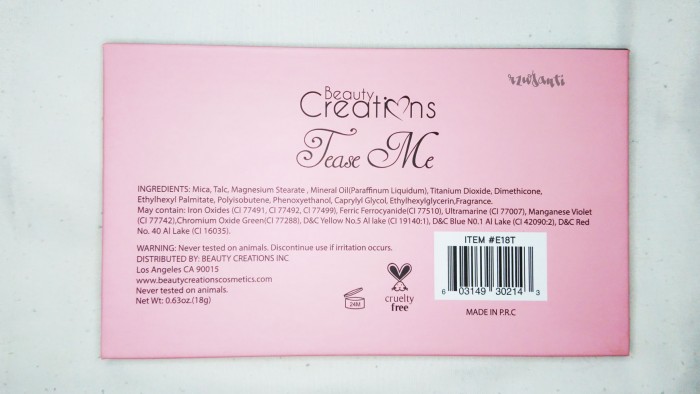 rzwsanti
Beauty
Creations
Tease Me
INGREDIENTS: Mica, Talc, Magnesium Stearate , Mineral Oil(Paraffinum Liquidum), Titanium Dioxide, Dimethicone,
Ethylhexyl Palmitate, Polyisobutene, Phenoxyethanol, Caprylyl Glycol, Ethylhexylglycerin,Fragrance.
May contain: Iron Oxides (CI 77491, CI 77492, CI 77499), Ferric Ferrocyanide(CI 77510), Ultramarine (CI 77007), Manganese Violet
(CI 77742),Chromium Oxide Green(CI 77288), D&C Yellow No.5 Al lake (CI 19140:1), D&C Blue N0.1 Al Lake (CI 42090:2), D&C Red
No. 40 Al Lake (CI 16035).
WARNING: Never tested on animals. Discontinue use if irritation occurs.
DISTRIBUTED BY: BEAUTY CREATIONS INC
Los Angeles CA 90015
www.beautycreationscosmetics.com
Never tested on animals.
Net Wt: 0.63oz.(18g)
24M
cruelty
free
ITEM #E18T
6 03149 30214 3
MADE IN P.R.C